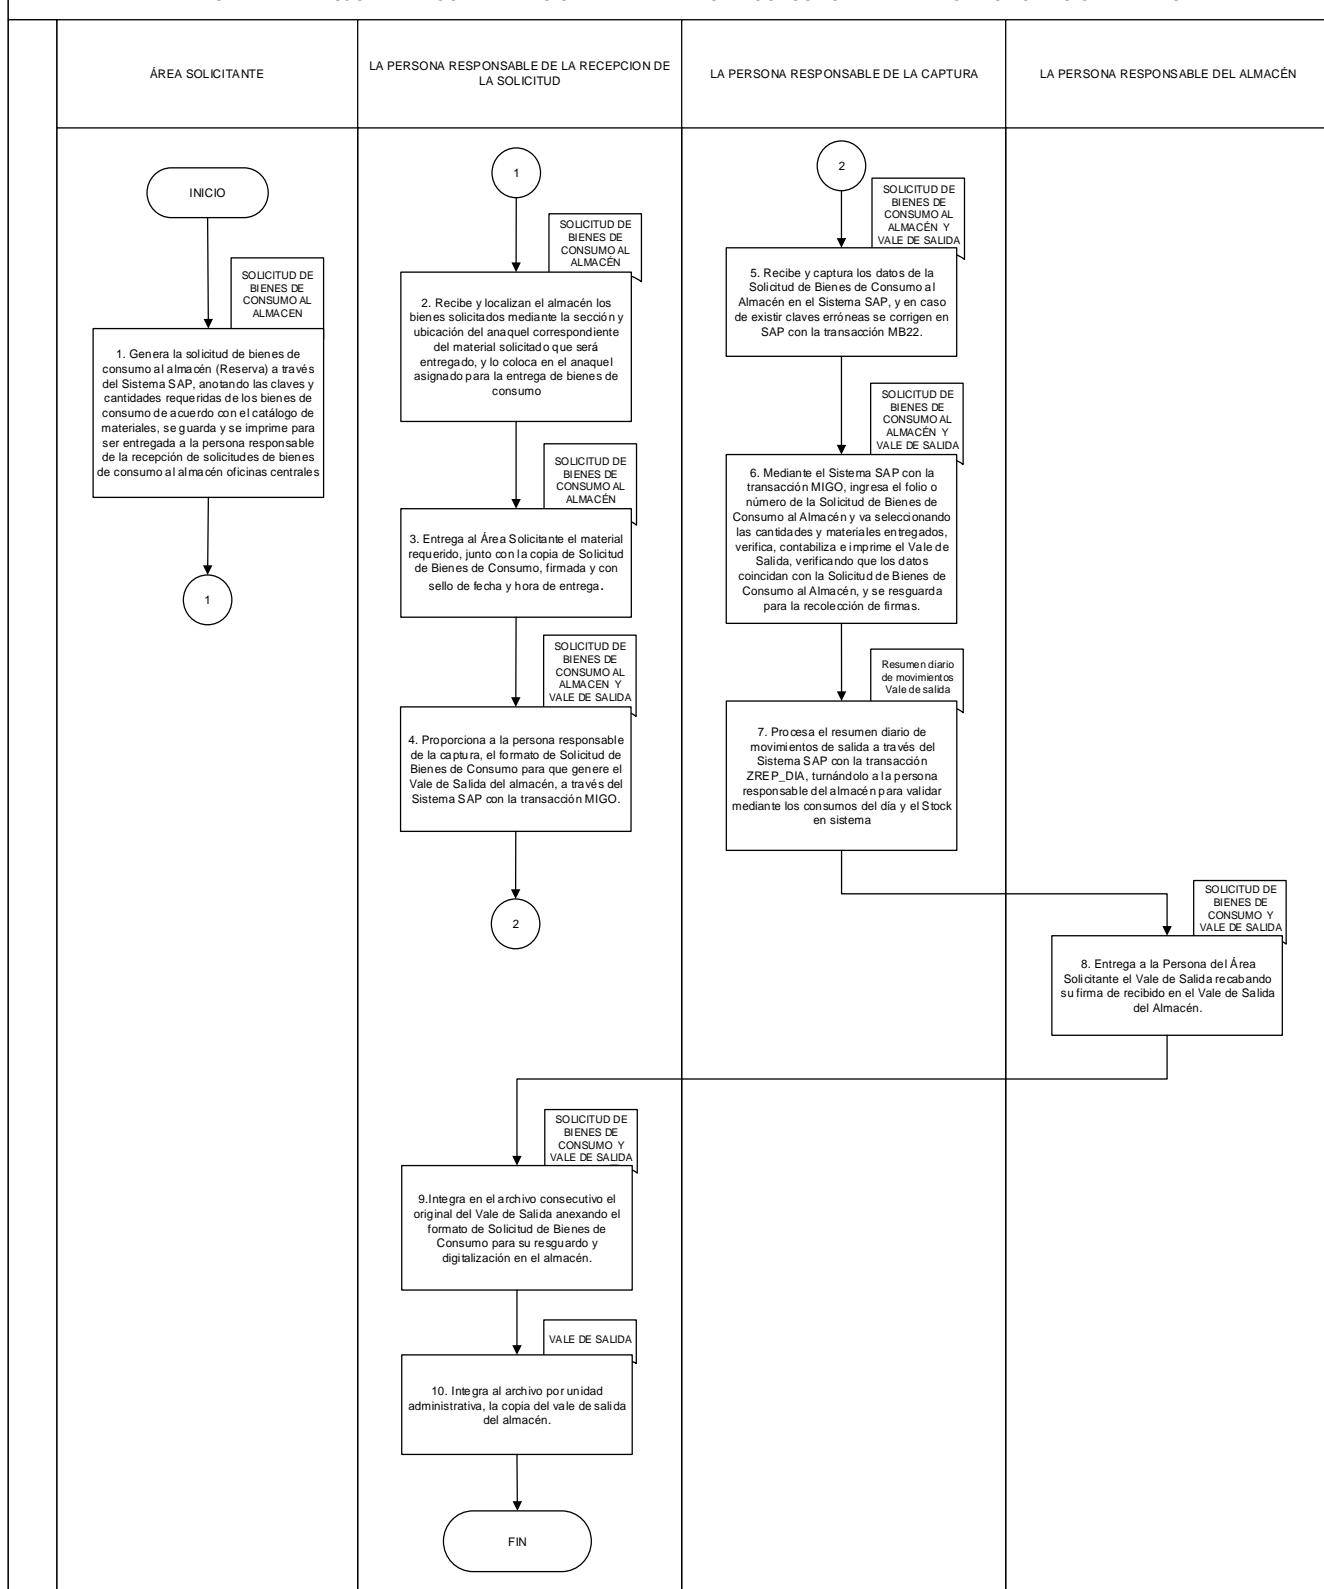 ÁREA SOLICITANTE
LA PERSONA RESPONSABLE DE LA RECEPCION DE
LA SOLICITUD
LA PERSONA RESPONSABLE DE LA CAPTURA
LA PERSONA RESPONSABLE DEL ALMACÉN
INICIO
SOLICITUD DE
BIENES DE
CONSUMO AL
ALMACEN
1. Genera la solicitud de bienes de
consumo al almacén (Reserva) a través
del Sistema SAP, anotando las claves y
cantidades requeridas de los bienes de
consumo de acuerdo con el catálogo de
materiales, se guarda y se imprime para
ser entregada a la persona responsable
de la recepción de solicitudes de bienes
de consumo al almacén oficinas centrales
1
1
SOLICITUD DE
BIENES DE
CONSUMO AL
ALMACÉN
2. Recibe y localizan el almacén los
bienes solicitados mediante la sección y
ubicación del anaquel correspondiente
del material solicitado que será
entregado, y lo coloca en el anaquel
asignado para la entrega de bienes de
consumo
SOLICITUD DE
BIENES DE
CONSUMO AL
ALMACÉN
3. Entrega al Área Solicitante el material
requerido, junto con la copia de Solicitud
de Bienes de Consumo, firmada y con
sello de fecha y hora de entrega.
SOLICITUD DE
BIENES DE
CONSUMO AL
ALMACEN Y
VALE DE SALIDA
4. Proporciona a la persona responsable
de la captura, el formato de Solicitud de
Bienes de Consumo para que genere el
Vale de Salida del almacén, a través del
Sistema SAP con la transacción MIGO.
2
2
SOLICITUD DE
BIENES DE
CONSUMO AL
ALMACÉN Y
VALE DE SALIDA
5. Recibe y captura los datos de la
Solicitud de Bienes de Consumo al
Almacén en el Sistema SAP, y en caso
de existir claves erróneas se corrigen en
SAP con la transacción MB22.
SOLICITUD DE
BIENES DE
CONSUMO AL
ALMACÉN Y
VALE DE SALIDA
6. Mediante el Sistema SAP con la
transacción MIGO, ingresa el folio o
número de la Solicitud de Bienes de
Consumo al Almacén y va seleccionando
las cantidades y materiales entregados,
verifica, contabiliza e imprime el Vale de
Salida, verificando que los datos
coincidan con la Solicitud de Bienes de
Consumo al Almacén, y se resguarda
para la recolección de firmas.
Resumen diario
de movimientos
Vale de salida
7. Procesa el resumen diario de
movimientos de salida a través del
Sistema SAP con la transacción
ZREP_DIA, turnándolo a la persona
responsable del almacén para validar
mediante los consumos del día y el Stock
en sistema
SOLICITUD DE
BIENES DE
CONSUMO Y
VALE DE SALIDA
8. Entrega a la Persona del Área
Solicitante el Vale de Salida recabando
su firma de recibido en el Vale de Salida
del Almacén.
SOLICITUD DE
BIENES DE
CONSUMO Y
VALE DE SALIDA
9.Integra en el archivo consecutivo el
original del Vale de Salida anexando el
formato de Solicitud de Bienes de
Consumo para su resguardo y
digitalización en el almacén.
VALE DE SALIDA
10. Integra al archivo por unidad
administrativa, la copia del vale de salida
del almacén.
FIN